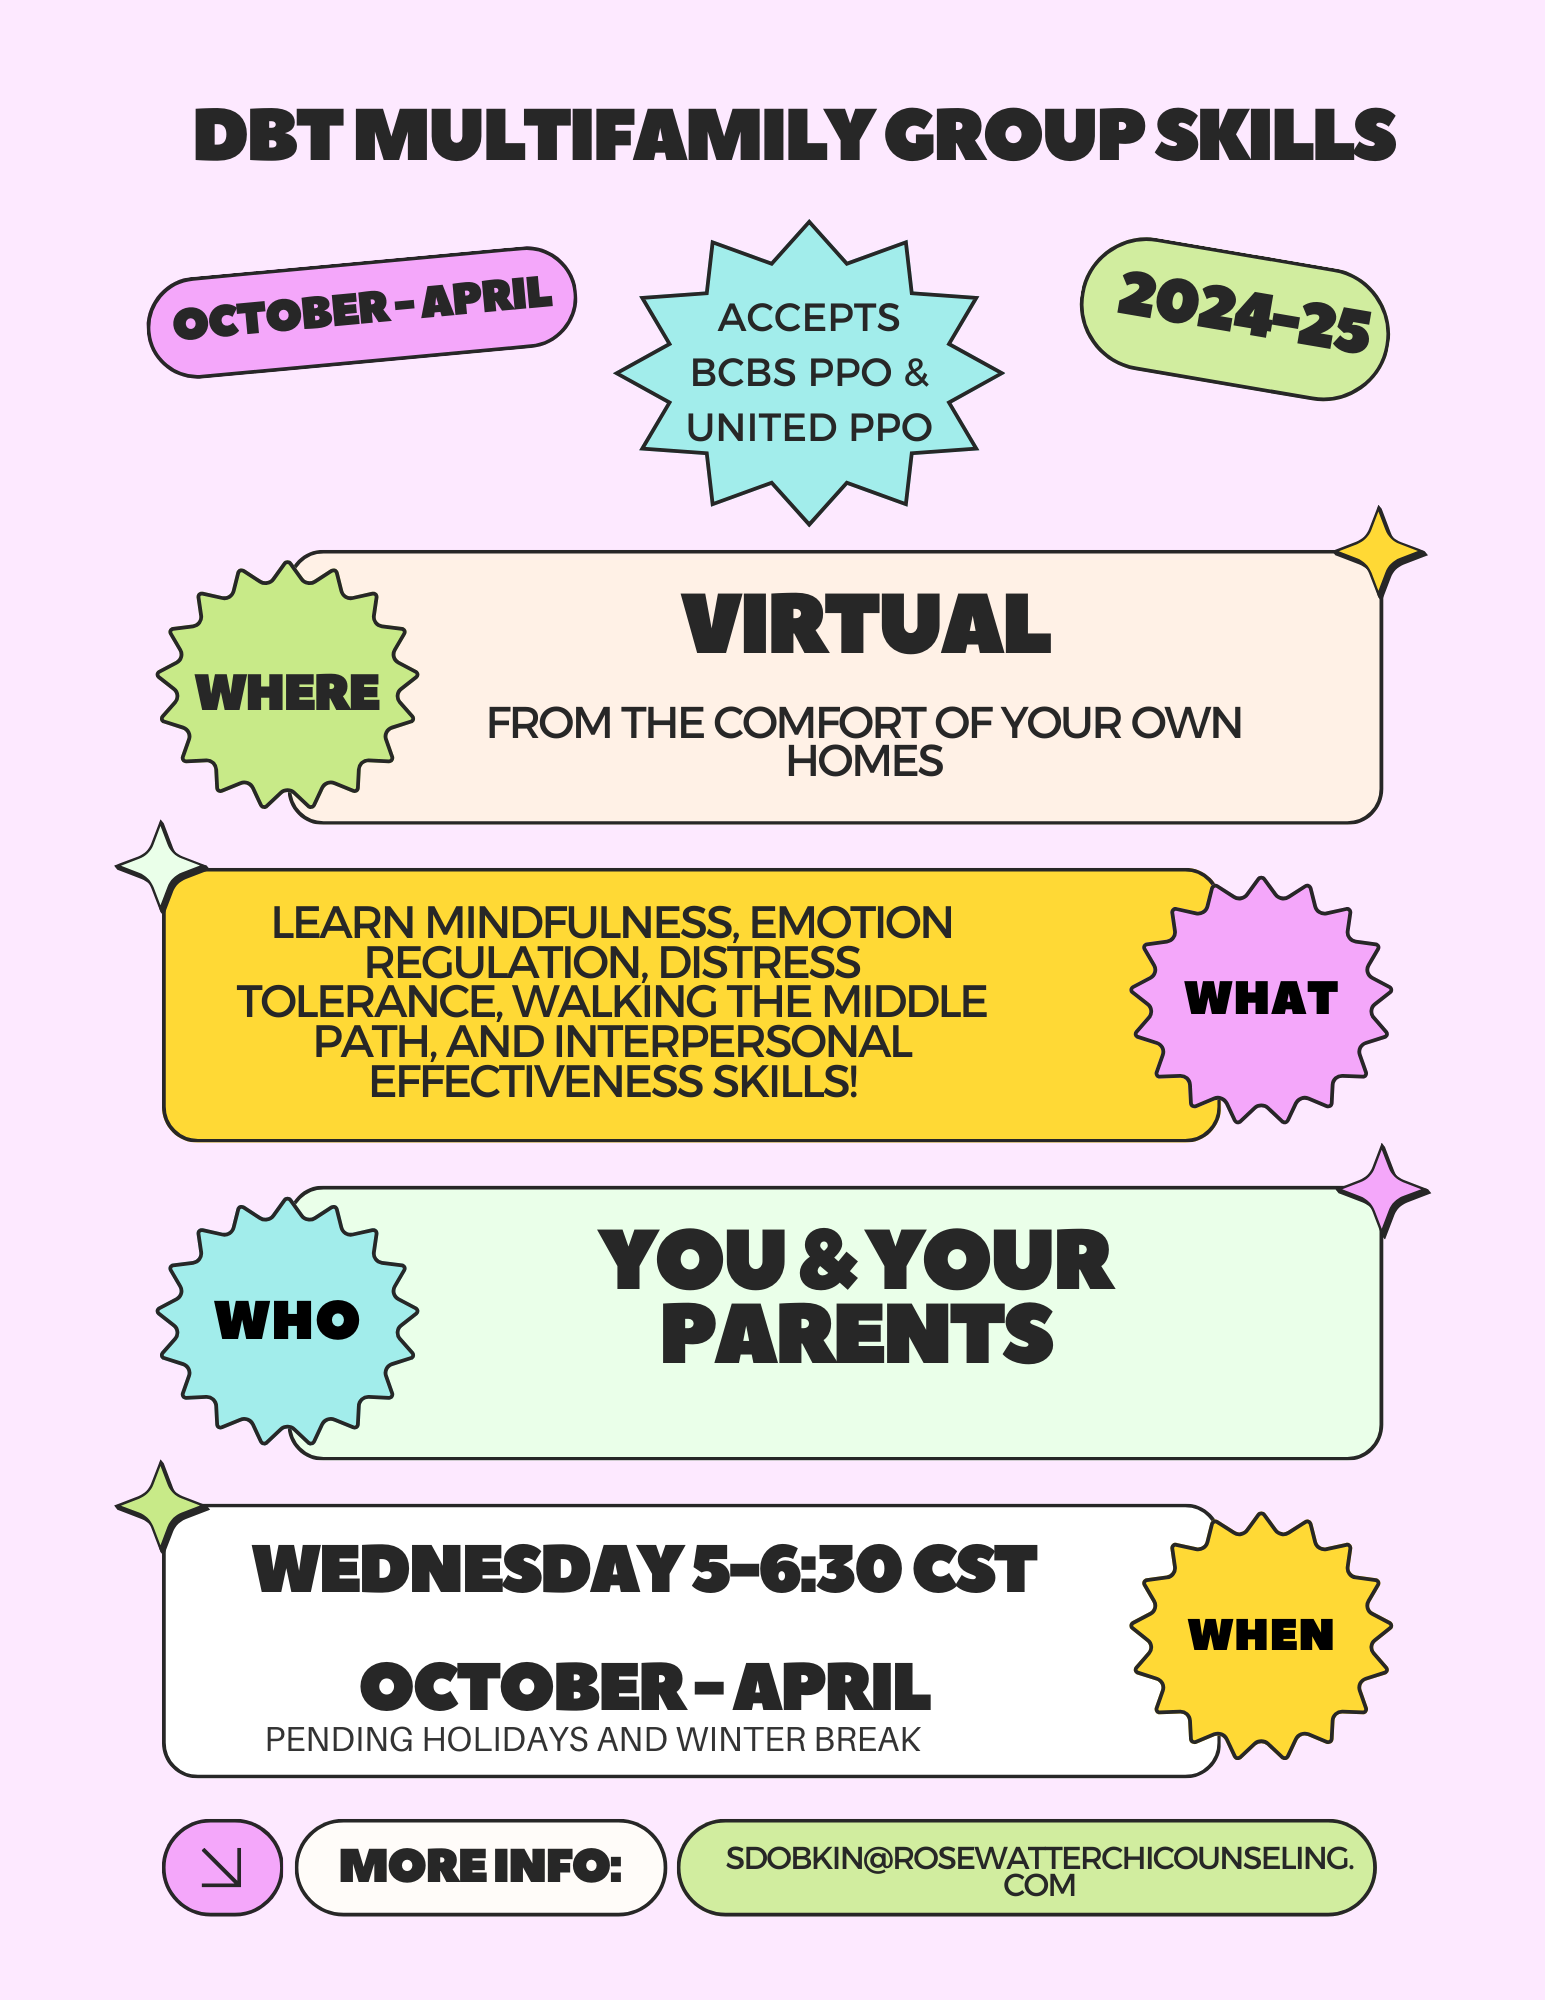 DBT MULTIFAMILY GROUP SKILLS
OCTOBER - APRIL
ACCEPTS
BCBS PPO &
UNITED PPO
2024-25
WHERE
VIRTUAL
FROM THE COMFORT OF YOUR OWN
HOMES
LEARN MINDFULNESS, EMOTION
REGULATION, DISTRESS
TOLERANCE, WALKING THE MIDDLE
PATH, AND INTERPERSONAL
EFFECTIVENESS SKILLS!
WHAT
WHO
YOU & YOUR
PARENTS
WEDNESDAY 5-6:30 CST
OCTOBER - APRIL
PENDING HOLIDAYS AND WINTER BREAK
WHEN
MORE INFO:
SDOBKIN@ROSEWATTERCHICOUNSELING.
COM